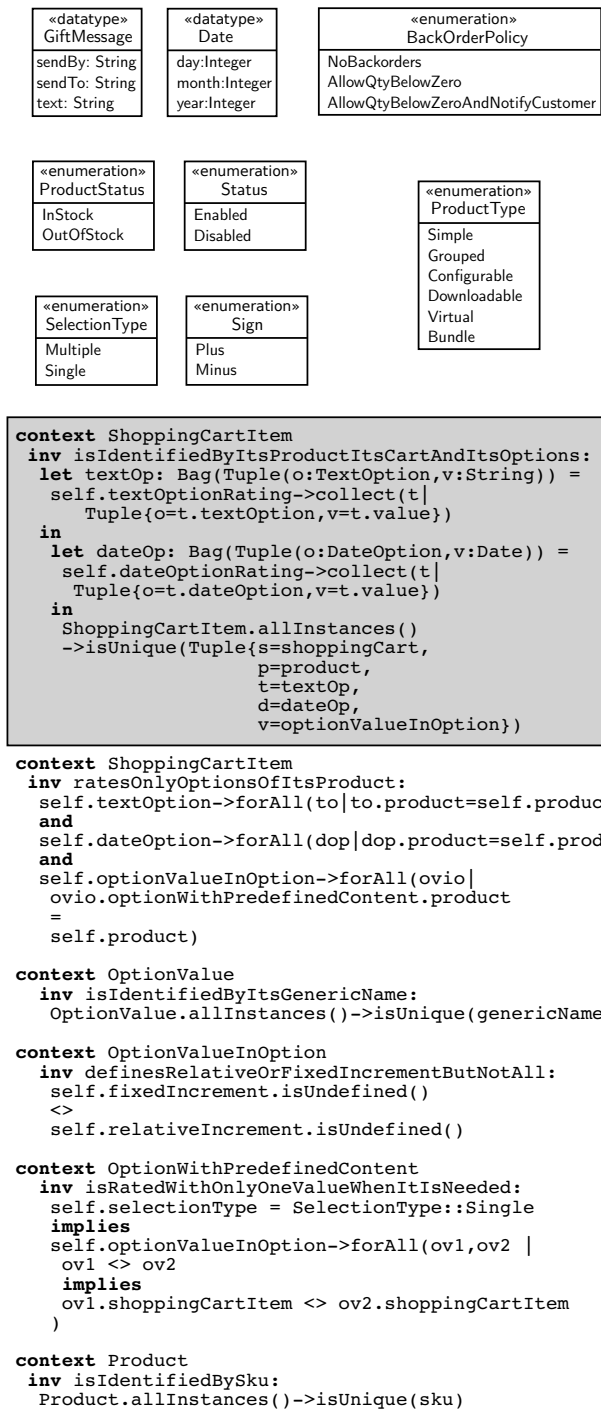 «datatype»
GiftMessage
sendBy: String
sendTo: String
text: String
«datatype»
Date
day:Integer
month:Integer
year:Integer
«enumeration»
BackOrderPolicy
NoBackorders
AllowQtyBelowZero
AllowQtyBelowZeroAndNotifyCustomer
«enumeration»
ProductStatus
InStock
OutOfStock
«enumeration»
Status
Enabled
Disabled
«enumeration»
ProductType
Simple
Grouped
Configurable
Downloadable
Virtual
Bundle
«enumeration»
SelectionType
Multiple
Single
«enumeration»
Sign
Plus
Minus
context ShoppingCartItem
inv isIdentifiedByItsProductItsCartAndItsOptions:
let textOp: Bag(Tuple(o:TextOption,v:String)) =
self.textOptionRating->collect(t|
Tuple{o=t.textOption,v=t.value})
in
let dateOp: Bag(Tuple(o:DateOption,v:Date)) =
self.dateOptionRating->collect(t|
Tuple{o=t.dateOption,v=t.value})
in
ShoppingCartItem.allInstances()
->isUnique(Tuple{s=shoppingCart,
p=product,
t=textOp,
d=dateOp,
v=optionValueInOption})
context ShoppingCartItem
inv ratesOnlyOptionsOfItsProduct:
self.textOption->forAll(to|to.product=self.produc
and
self.dateOption->forAll(dop|dop.product=self.prod
and
self.optionValueInOption->forAll(ovio|
ovio.optionWithPredefinedContent.product
=
self.product)
context OptionValue
inv isIdentifiedByItsGenericName:
OptionValue.allInstances()->isUnique(genericName
context OptionValueInOption
inv definesRelativeOrFixedIncrementButNotAll:
self.fixedIncrement.isUndefined()
<>
self.relativeIncrement.isUndefined()
context OptionWithPredefinedContent
inv isRatedWithOnlyOneValueWhenItIsNeeded:
self.selectionType = SelectionType::Single
implies
self.optionValueInOption->forAll(ov1,ov2 |
ov1 <> ov2
implies
ov1.shoppingCartItem <> ov2.shoppingCartItem
)
context Product
inv isIdentifiedBySku:
Product.allInstances()->isUnique(sku)